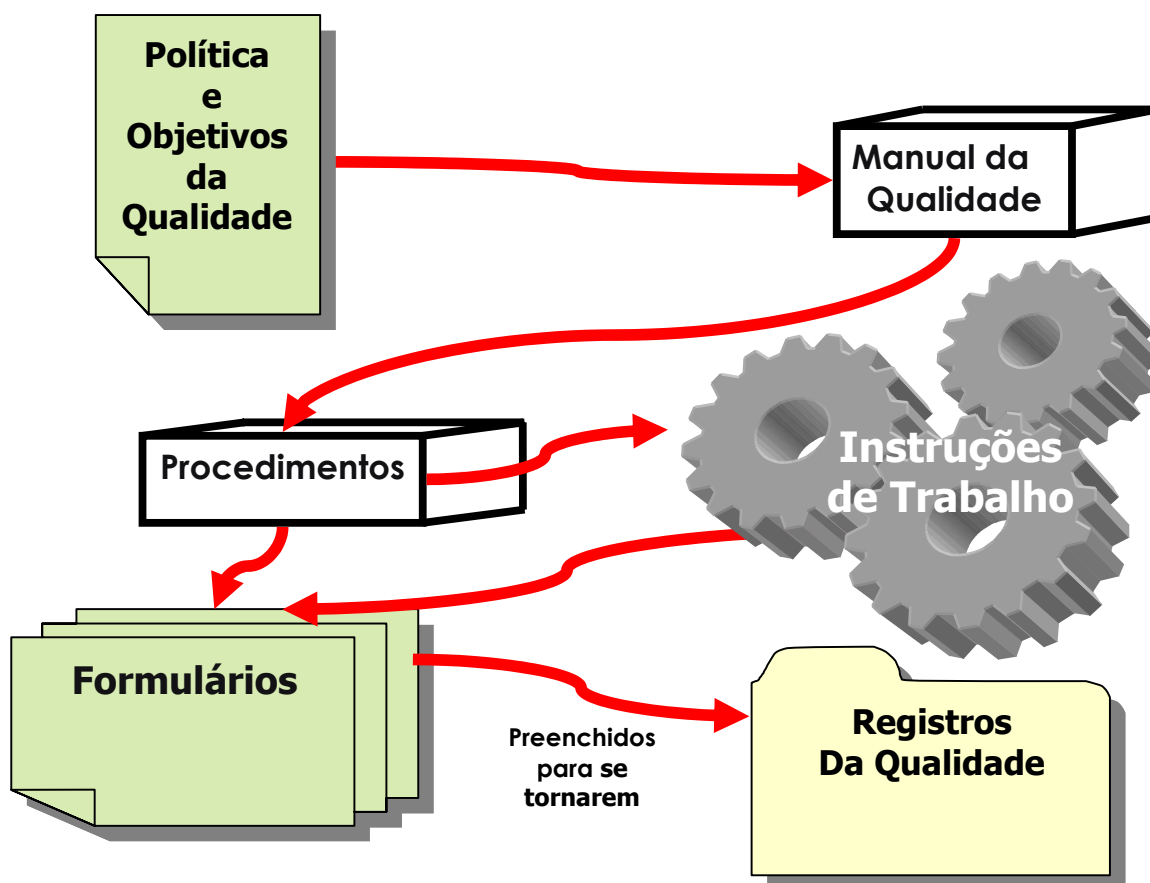 Política
e
Objetivos
da
Qualidade
Manual da
Qualidade
Procedimentos
Instruções
de Trabalho
Formulários
Preenchidos
para se
tornarem
Registros
Da Qualidade